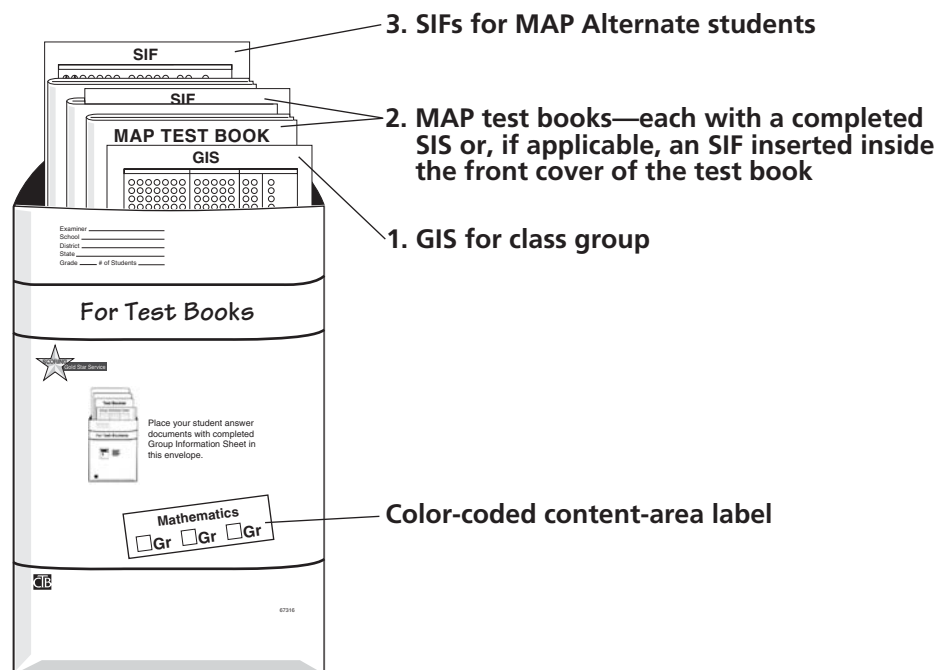 3. SIFs for MAP Alternate students
SIF
2. MAP test books—each with a completed
SIS or, if applicable, an SIF inserted inside
the front cover of the test book
SIF
MAP TEST BOOK
GIS
1. GIS for class group
Examiner
School
District
State
Grade # of Students
For Test Books
SCORING
Gold Star Service
Place your student answer
documents with completed
Group Information Sheet in
this envelope.
For Test Booklets
Color-coded content-area label
Mathematics
Gr Gr Gr
CTB
67316